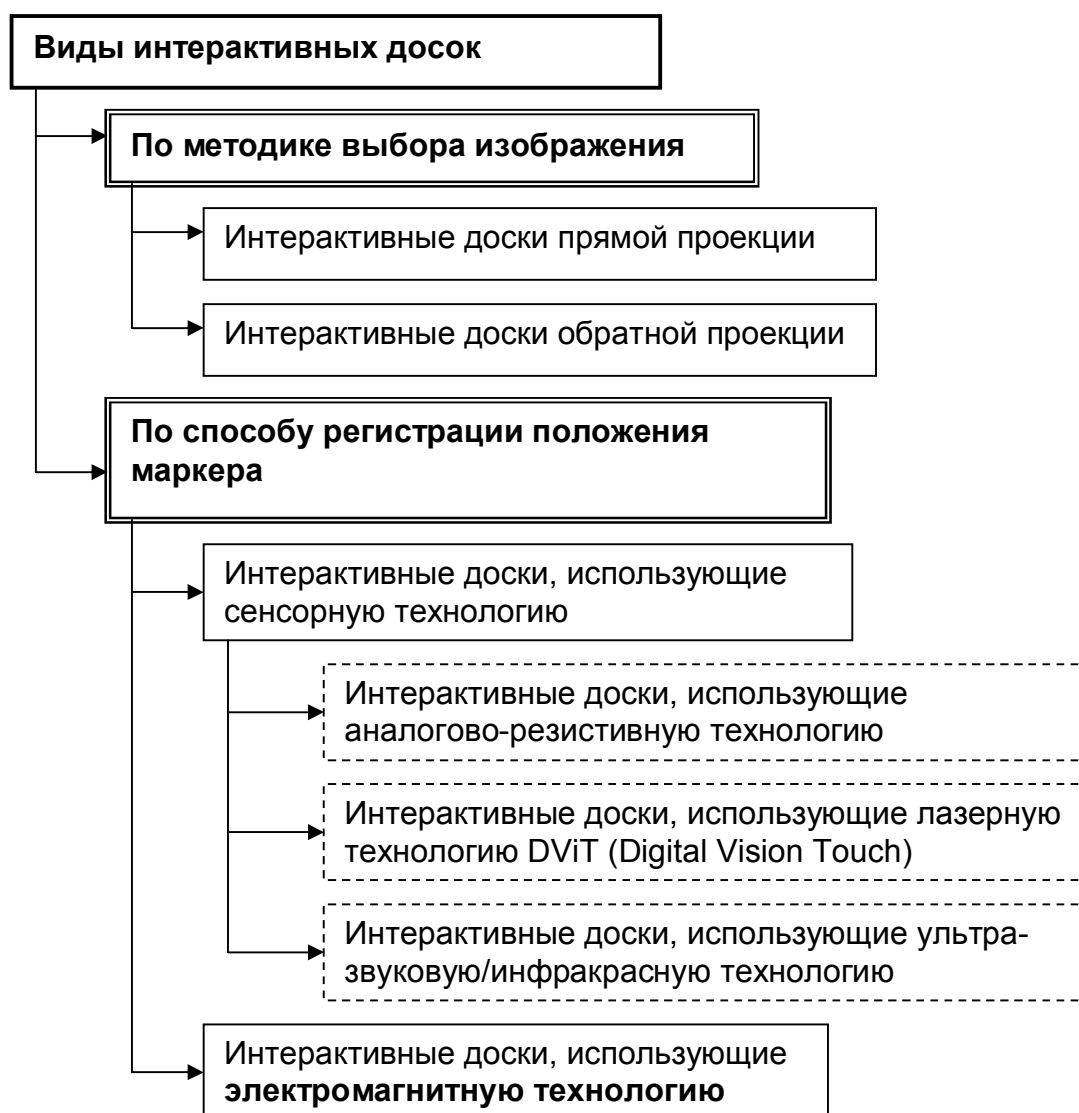 Виды интерактивных досок
По методике выбора изображения
Интерактивные доски прямой проекции
Интерактивные доски обратной проекции
По способу регистрации положения
маркера
Интерактивные доски, использующие
сенсорную технологию
Интерактивные доски, использующие
аналогово-резистивную технологию
Интерактивные доски, использующие лазерную
технологию DViT (Digital Vision Touch)
Интерактивные доски, использующие ультра-
звуковую/инфракрасную технологию
Интерактивные доски, использующие
электромагнитную технологию